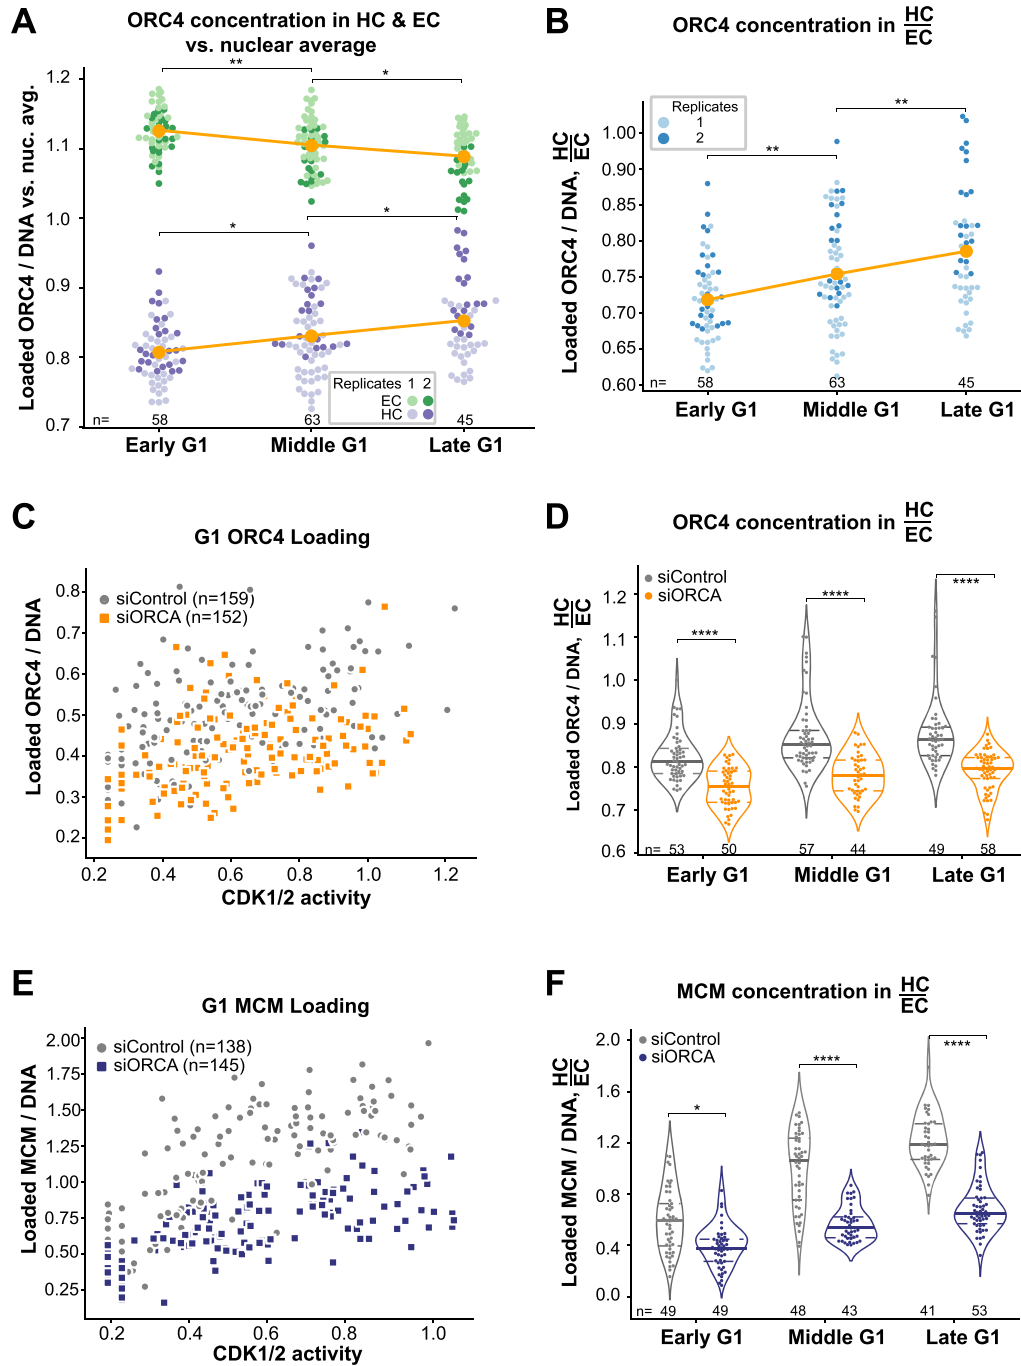 A
ORC4 concentration in HC & EC
vs. nuclear average
Loaded ORC4 / DNA vs. nuc. avg.
1.2
1.1
1.0
0.9
0.8
0.7
**
*
*
*
Replicates 1 2
EC
HC
n= 58 63 45
Early G1 Middle G1 Late G1
B
ORC4 concentration in HC
EC
Loaded ORC4 / DNA, HC
EC
Replicates
1
2
1.00
0.95
0.90
0.85
0.80
0.75
0.70
0.65
0.60
**
**
n= 58 63 45
Early G1 Middle G1 Late G1
C
G1 ORC4 Loading
Loaded ORC4 / DNA
siControl (n=159)
siORCA (n=152)
0.8
0.7
0.6
0.5
0.4
0.3
0.2
0.2 0.4 0.6 0.8 1.0 1.2
CDK1/2 activity
D
ORC4 concentration in HC
EC
Loaded ORC4 / DNA, HC
EC
siControl
siORCA
1.2
1.1
1.0
0.9
0.8
0.7
0.6
****
****
****
n= 53 50 57 44 49 58
Early G1 Middle G1 Late G1
E
G1 MCM Loading
Loaded MCM / DNA
siControl (n=138)
siORCA (n=145)
2.00
1.75
1.50
1.25
1.00
0.75
0.50
0.25
0.2 0.4 0.6 0.8 1.0
CDK1/2 activity
F
MCM concentration in HC
EC
Loaded MCM / DNA, HC
EC
siControl
siORCA
2.0
1.6
1.2
0.8
0.4
0.0
*
****
****
n= 49 49 48 43 41 53
Early G1 Middle G1 Late G1